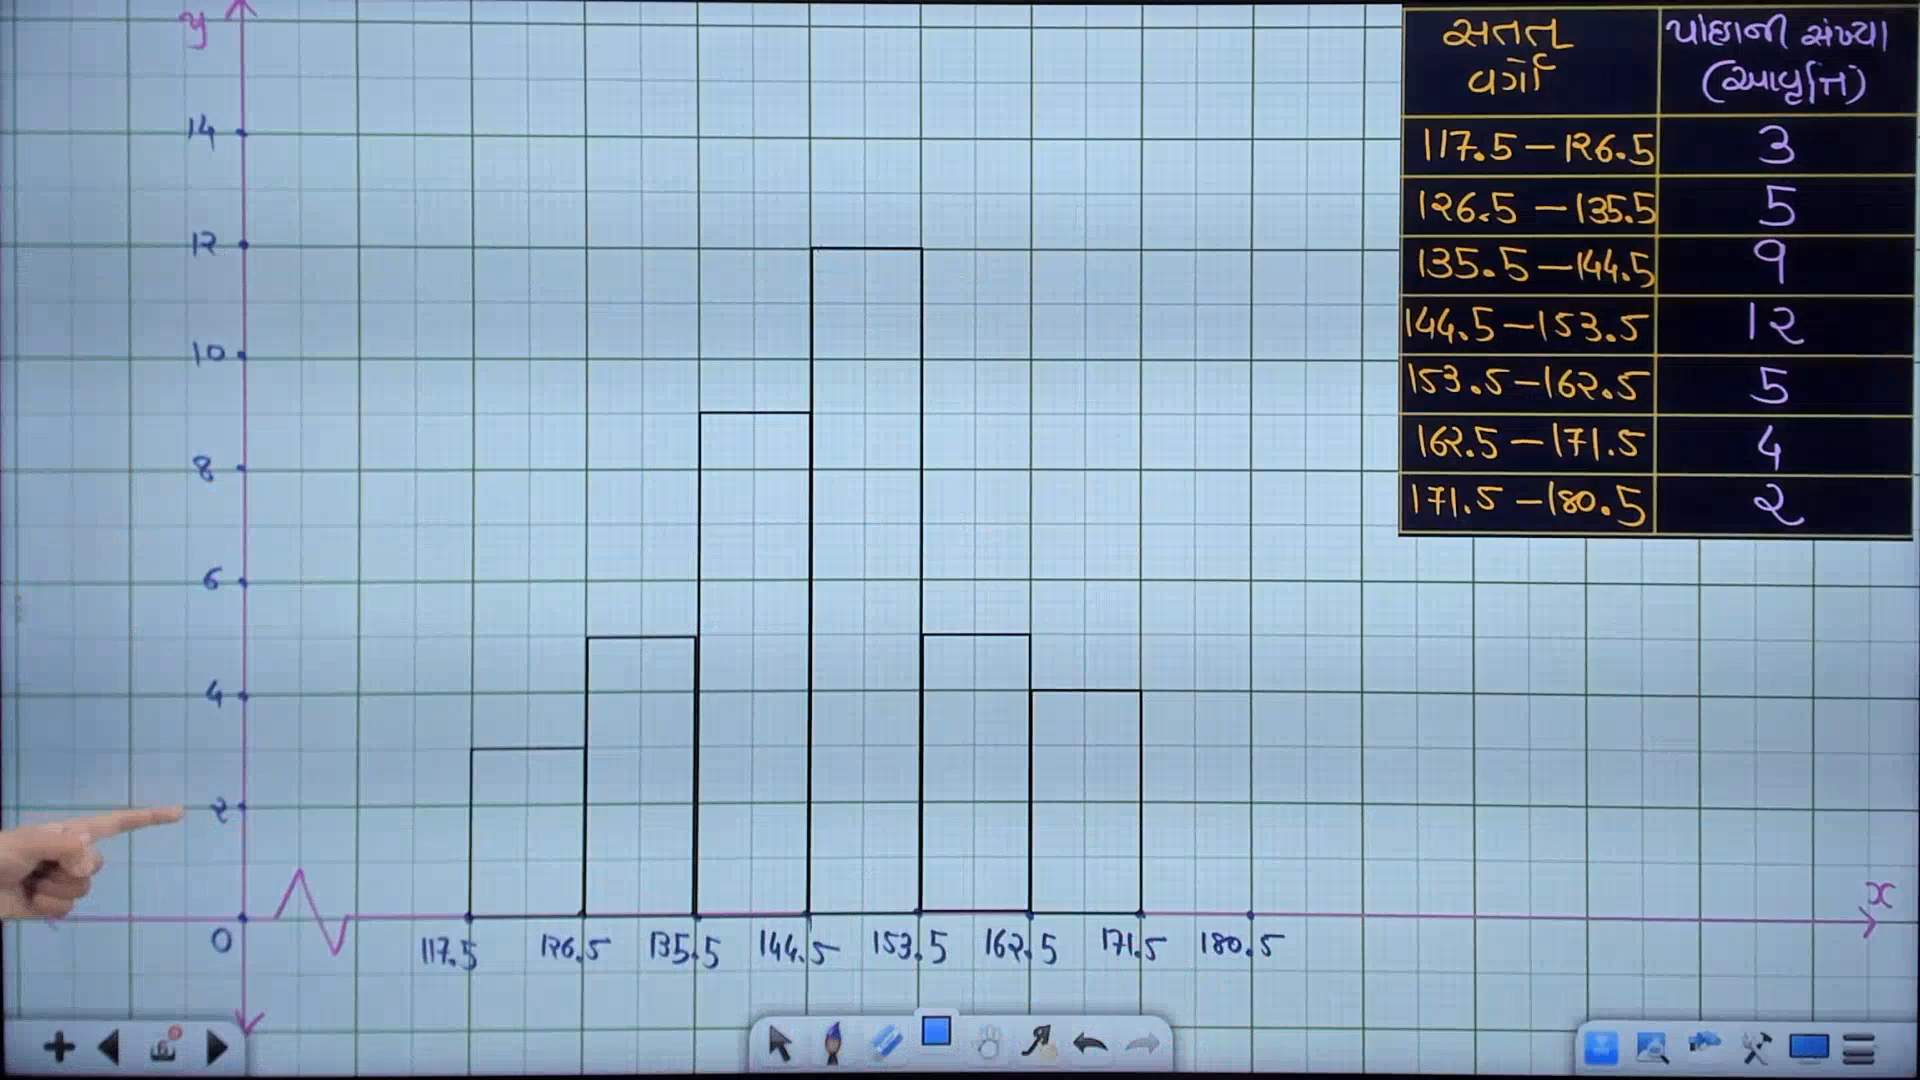 y
14
12
10
8
6
4
2
0
117.5 126.5 135.5 144.5 153.5 162.5 171.5 180.5
x
સતત વર્ગો
પાંદડાની સંખ્યા (આવૃત્તિ)
117.5 – 126.5 3
126.5 – 135.5 5
135.5 – 144.5 9
144.5 – 153.5 12
153.5 – 162.5 5
162.5 – 171.5 4
171.5 – 180.5 2